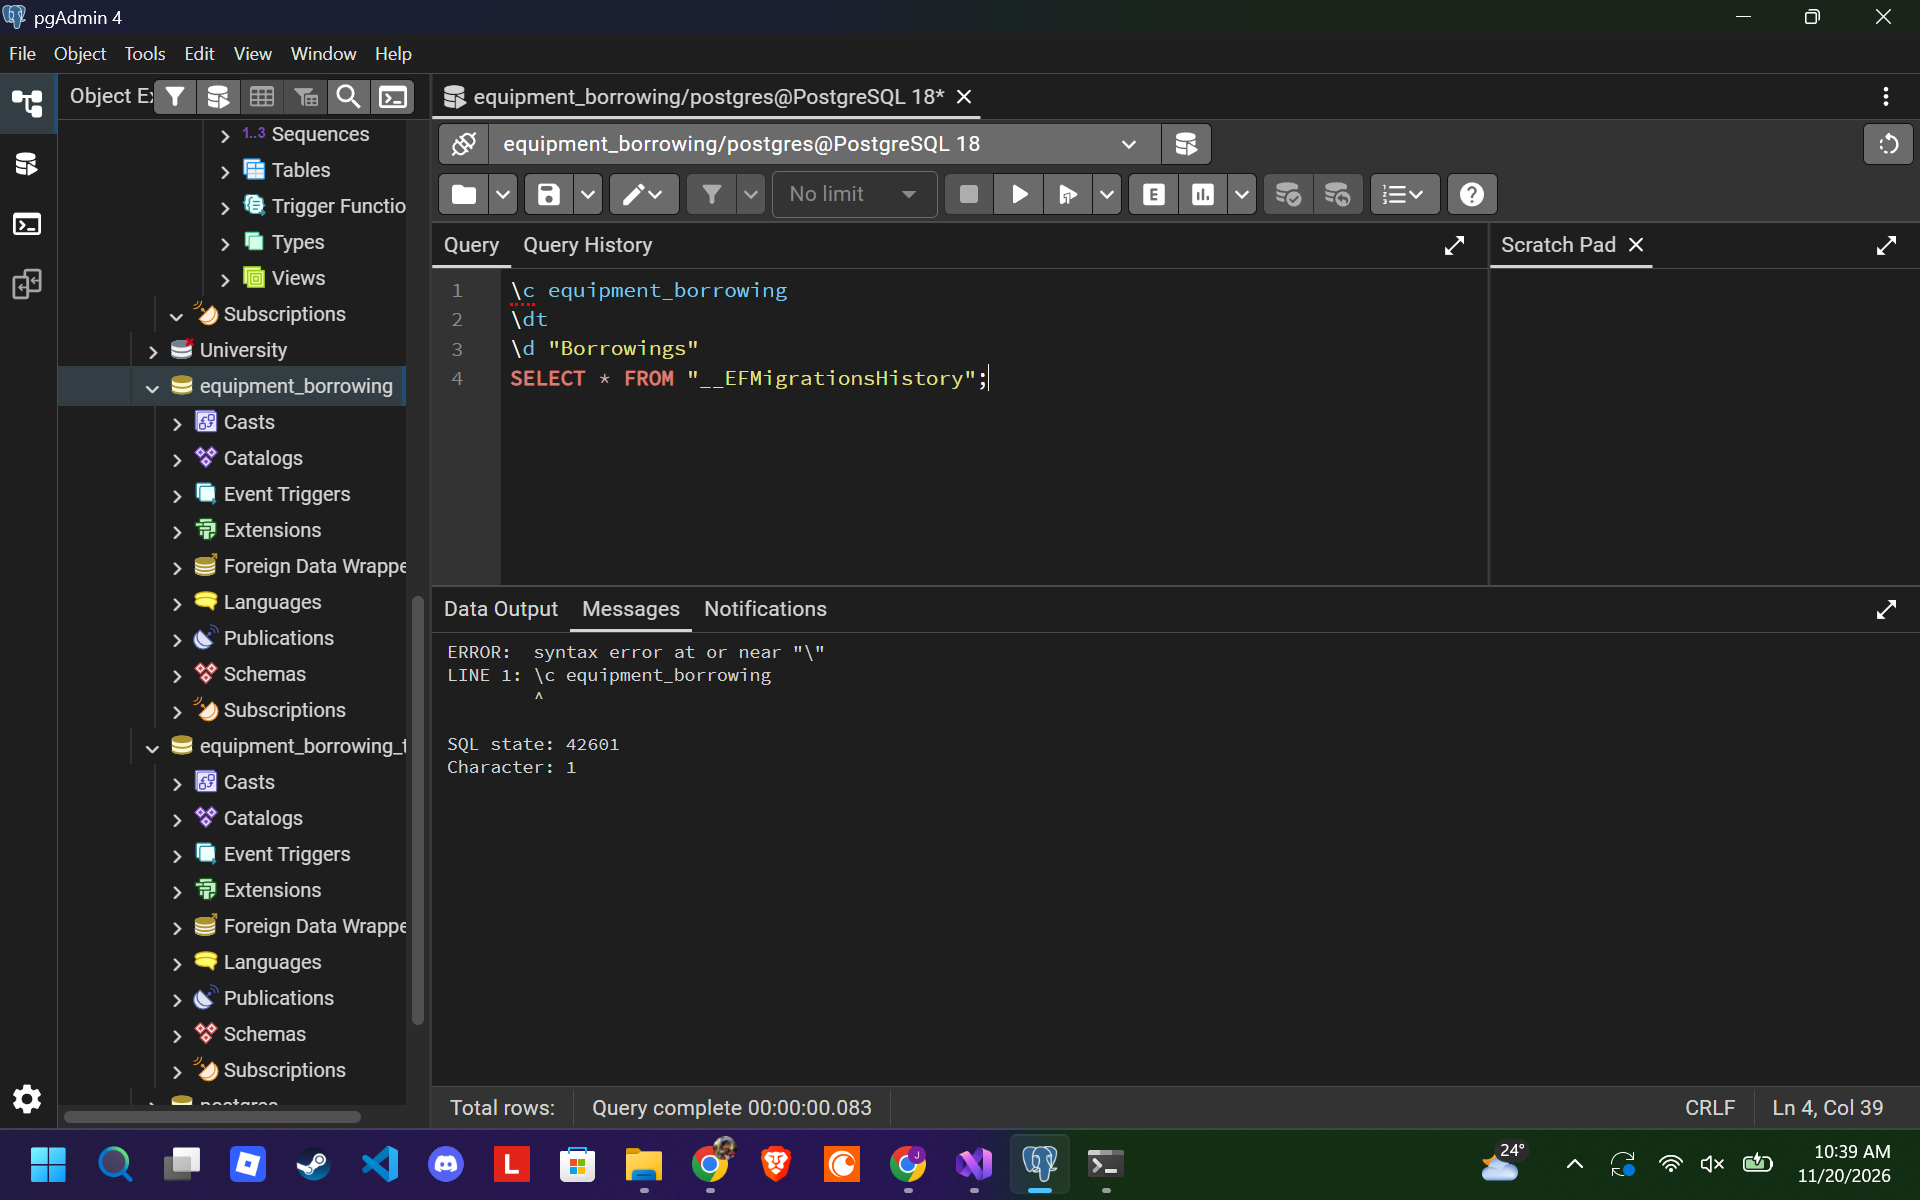 pgAdmin 4
File Object Tools Edit View Window Help
Object Ex
equipment_borrowing/postgres@PostgreSQL 18*
equipment_borrowing/postgres@PostgreSQL 18
No limit
E
Query Query History
Scratch Pad
1 \c equipment_borrowing
2 \dt
3 \d "Borrowings"
4 SELECT * FROM "__EFMigrationsHistory";
1..3 Sequences
Tables
Trigger Functio
Types
Views
Subscriptions
University
equipment_borrowing
Casts
Catalogs
Event Triggers
Extensions
Foreign Data Wrappe
Languages
Publications
Schemas
Subscriptions
equipment_borrowing_t
Casts
Catalogs
Event Triggers
Extensions
Foreign Data Wrappe
Languages
Publications
Schemas
Subscriptions
postgres
Data Output Messages Notifications
ERROR:  syntax error at or near "\"
LINE 1: \c equipment_borrowing
^
SQL state: 42601
Character: 1
Total rows:
Query complete 00:00:00.083
CRLF
Ln 4, Col 39
L
J
24°
10:39 AM
11/20/2026